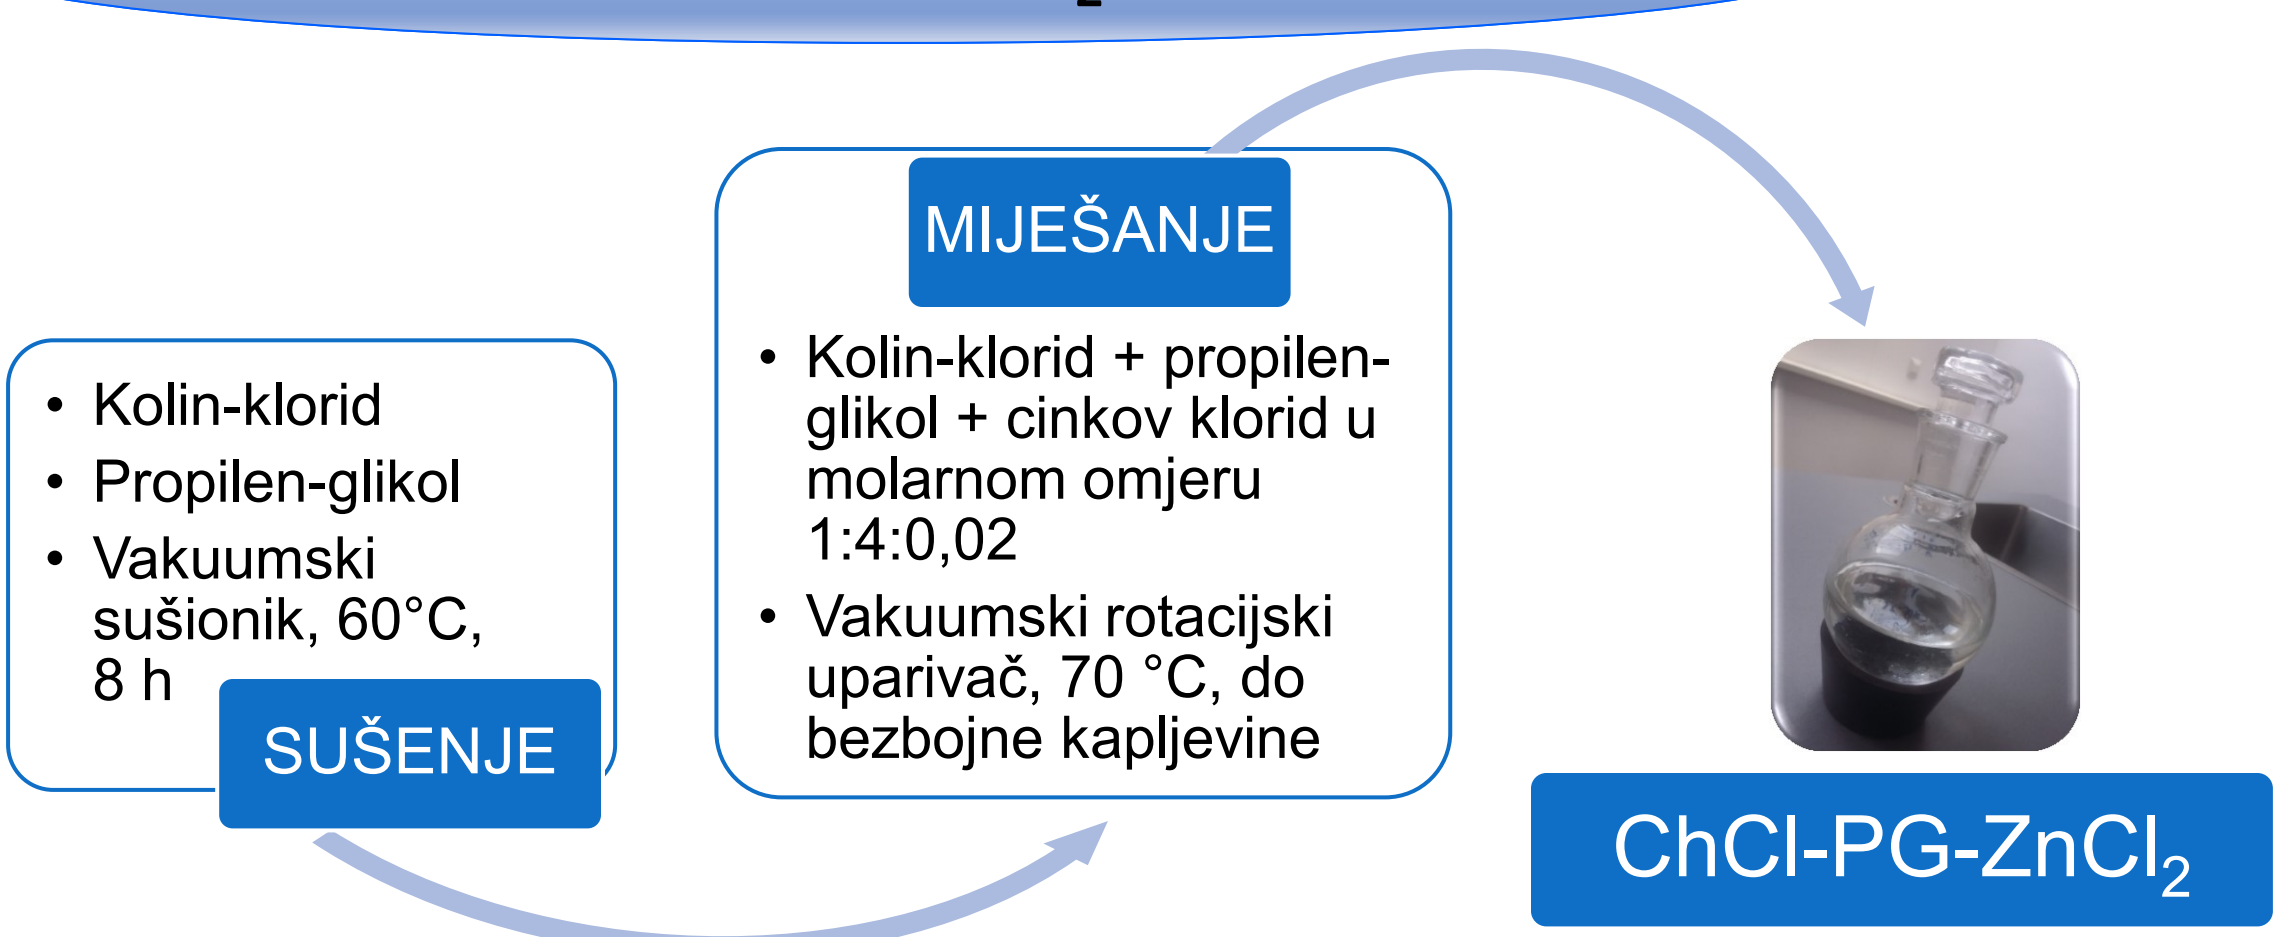 • Kolin-klorid
• Propilen-glikol
• Vakuumski
sušionik, 60°C,
8 h
SUŠENJE
MIJEŠANJE
• Kolin-klorid + propilen-
glikol + cinkov klorid u
molarnom omjeru
1:4:0,02
• Vakuumski rotacijski
uparivač, 70 °C, do
bezbojne kapljevine
ChCl-PG-ZnCl₂